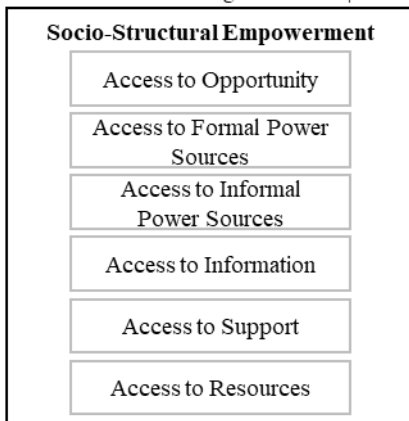 Socio-Structural Empowerment
Access to Opportunity
Access to Formal Power
Sources
Access to Informal
Power Sources
Access to Information
Access to Support
Access to Resources